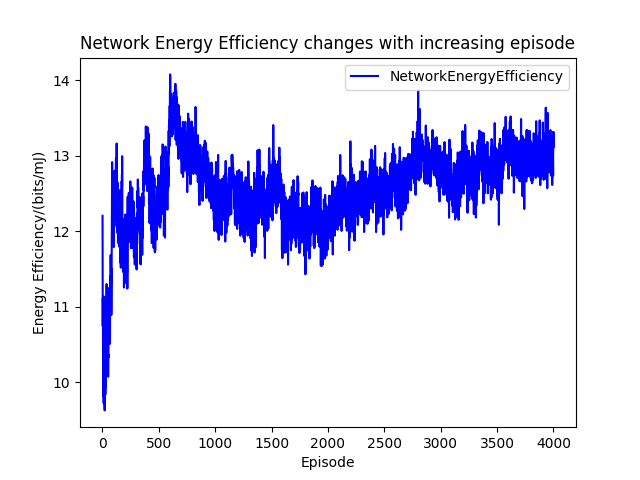 Network Energy Efficiency changes with increasing episode
NetworkEnergyEfficiency
Energy Efficiency/(bits/mJ)
14
13
12
11
10
0 500 1000 1500 2000 2500 3000 3500 4000
Episode